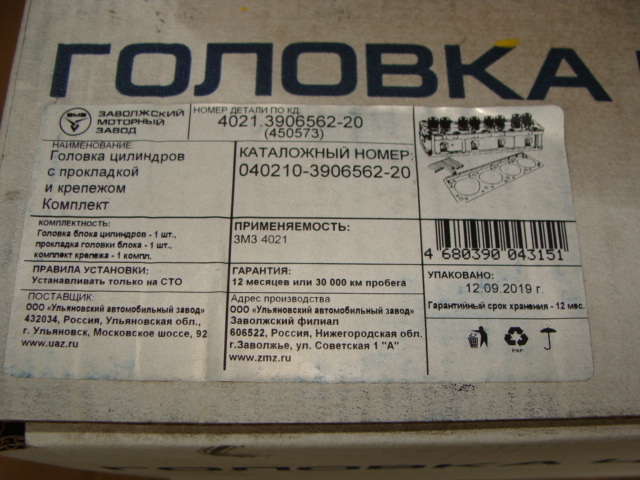 ГОЛОВКА
ЗМЗ
ЗАВОЛЖСКИЙ
МОТОРНЫЙ
ЗАВОД
НОМЕР ДЕТАЛИ ПО КД
4021.3906562-20
(450573)
НАИМЕНОВАНИЕ
Головка цилиндров
с прокладкой
и крепежом
Комплект
КАТАЛОЖНЫЙ НОМЕР:
040210-3906562-20
КОМПЛЕКТНОСТЬ:
Головка блока цилиндров - 1 шт.,
прокладка головки блока - 1 шт.,
комплект крепежа - 1 компл.
ПРИМЕНЯЕМОСТЬ:
ЗМЗ 4021
4 680390 043151
ПРАВИЛА УСТАНОВКИ:
Устанавливать только на СТО
ГАРАНТИЯ:
12 месяцев или 30 000 км пробега
УПАКОВАНО:
12.09.2019 г.
Гарантийный срок хранения - 12 мес.
ПОСТАВЩИК:
ООО «Ульяновский автомобильный завод»
432034, Россия, Ульяновская обл.,
г. Ульяновск, Московское шоссе, 92
www.uaz.ru
Адрес производства
ООО «Ульяновский автомобильный завод»
Заволжский филиал
606522, Россия, Нижегородская обл.
г.Заволжье, ул. Советская 1 "А"
www.zmz.ru
PAP